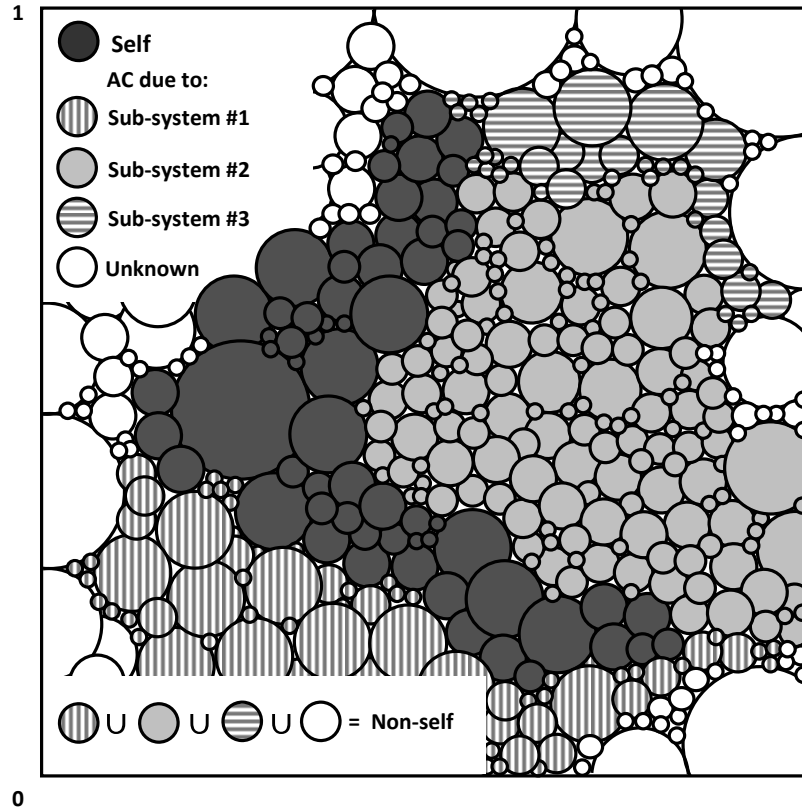 1
Self
AC due to:
Sub-system #1
Sub-system #2
Sub-system #3
Unknown
∪ ∪ ∪ = Non-self
0